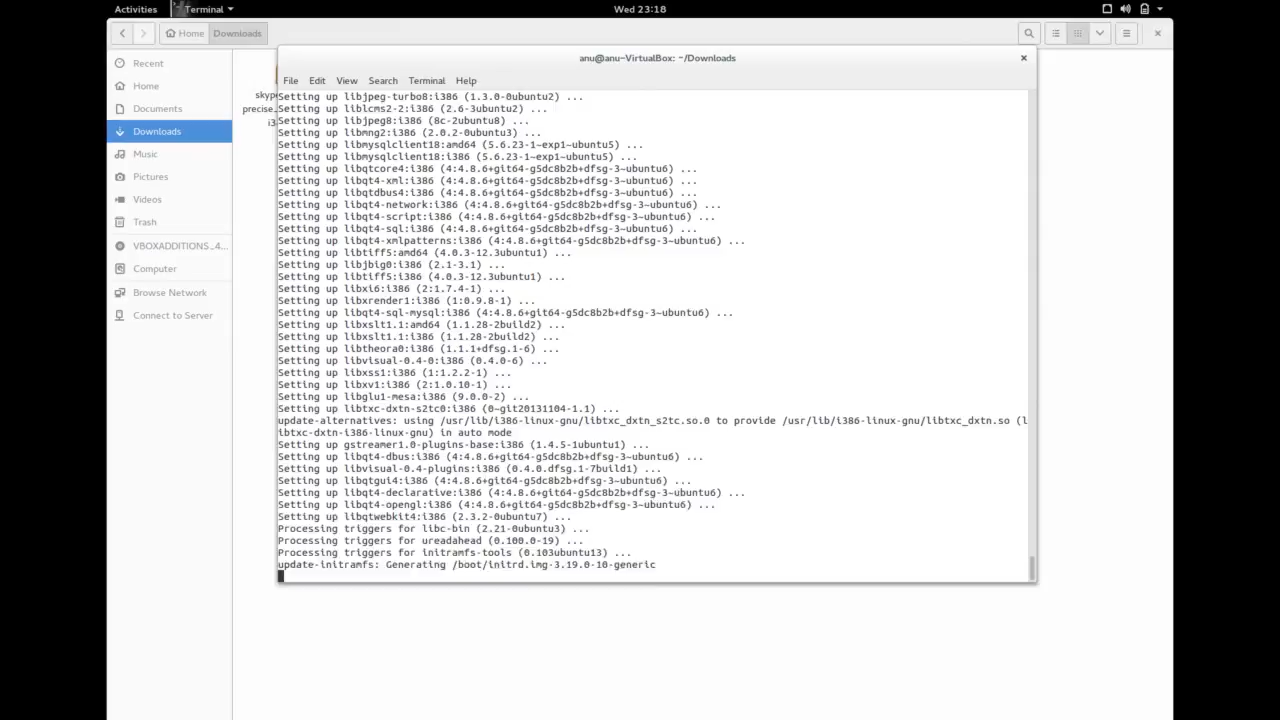 Activities
Terminal
Wed 23:18
Home
Downloads
anu@anu-VirtualBox: ~/Downloads
File Edit View Search Terminal Help
Recent
Home
Documents
Downloads
Music
Pictures
Videos
Trash
VBOXADDITIONS_4...
Computer
Browse Network
Connect to Server
skype
precise...
i3
Setting up libjpeg-turbo8:i386 (1.3.0-0ubuntu2) ...
Setting up liblcms2-2:i386 (2.6-3ubuntu2) ...
Setting up libjpeg8:i386 (8c-2ubuntu8) ...
Setting up libmng2:i386 (2.0.2-0ubuntu3) ...
Setting up libmysqlclient18:amd64 (5.6.23-1~exp1~ubuntu5) ...
Setting up libmysqlclient18:i386 (5.6.23-1~exp1~ubuntu5) ...
Setting up libqtcore4:i386 (4:4.8.6+git64-g5dc8b2b+dfsg-3~ubuntu6) ...
Setting up libqt4-xml:i386 (4:4.8.6+git64-g5dc8b2b+dfsg-3~ubuntu6) ...
Setting up libqtdbus4:i386 (4:4.8.6+git64-g5dc8b2b+dfsg-3~ubuntu6) ...
Setting up libqt4-network:i386 (4:4.8.6+git64-g5dc8b2b+dfsg-3~ubuntu6) ...
Setting up libqt4-script:i386 (4:4.8.6+git64-g5dc8b2b+dfsg-3~ubuntu6) ...
Setting up libqt4-sql:i386 (4:4.8.6+git64-g5dc8b2b+dfsg-3~ubuntu6) ...
Setting up libqt4-xmlpatterns:i386 (4:4.8.6+git64-g5dc8b2b+dfsg-3~ubuntu6) ...
Setting up libtiff5:amd64 (4.0.3-12.3ubuntu1) ...
Setting up libjbig0:i386 (2.1-3.1) ...
Setting up libtiff5:i386 (4.0.3-12.3ubuntu1) ...
Setting up libxi6:i386 (2:1.7.4-1) ...
Setting up libxrender1:i386 (1:0.9.8-1) ...
Setting up libqt4-sql-mysql:i386 (4:4.8.6+git64-g5dc8b2b+dfsg-3~ubuntu6) ...
Setting up libxslt1.1:amd64 (1.1.28-2build2) ...
Setting up libxslt1.1:i386 (1.1.28-2build2) ...
Setting up libtheora0:i386 (1.1.1+dfsg.1-6) ...
Setting up libvisual-0.4-0:i386 (0.4.0-6) ...
Setting up libxss1:i386 (1:1.2.2-1) ...
Setting up libxv1:i386 (2:1.0.10-1) ...
Setting up libglu1-mesa:i386 (9.0.0-2) ...
Setting up libtxc-dxtn-s2tc0:i386 (0~git20131104-1.1) ...
update-alternatives: using /usr/lib/i386-linux-gnu/libtxc_dxtn_s2tc.so.0 to provide /usr/lib/i386-linux-gnu/libtxc_dxtn.so (l
ibtxc-dxtn-i386-linux-gnu) in auto mode
Setting up gstreamer1.0-plugins-base:i386 (1.4.5-1ubuntu1) ...
Setting up libqt4-dbus:i386 (4:4.8.6+git64-g5dc8b2b+dfsg-3~ubuntu6) ...
Setting up libvisual-0.4-plugins:i386 (0.4.0.dfsg.1-7build1) ...
Setting up libqtgui4:i386 (4:4.8.6+git64-g5dc8b2b+dfsg-3~ubuntu6) ...
Setting up libqt4-declarative:i386 (4:4.8.6+git64-g5dc8b2b+dfsg-3~ubuntu6) ...
Setting up libqt4-opengl:i386 (4:4.8.6+git64-g5dc8b2b+dfsg-3~ubuntu6) ...
Setting up libqtwebkit4:i386 (2.3.2-0ubuntu7) ...
Processing triggers for libc-bin (2.21-0ubuntu3) ...
Processing triggers for ureadahead (0.100.0-19) ...
Processing triggers for initramfs-tools (0.103ubuntu13) ...
update-initramfs: Generating /boot/initrd.img-3.19.0-10-generic